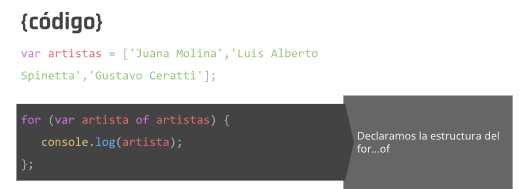 {código}
var artistas = ['Juana Molina','Luis Alberto
Spinetta','Gustavo Ceratti'];
for (var artista of artistas) {
console.log(artista);
};
Declaramos la estructura del
for...of